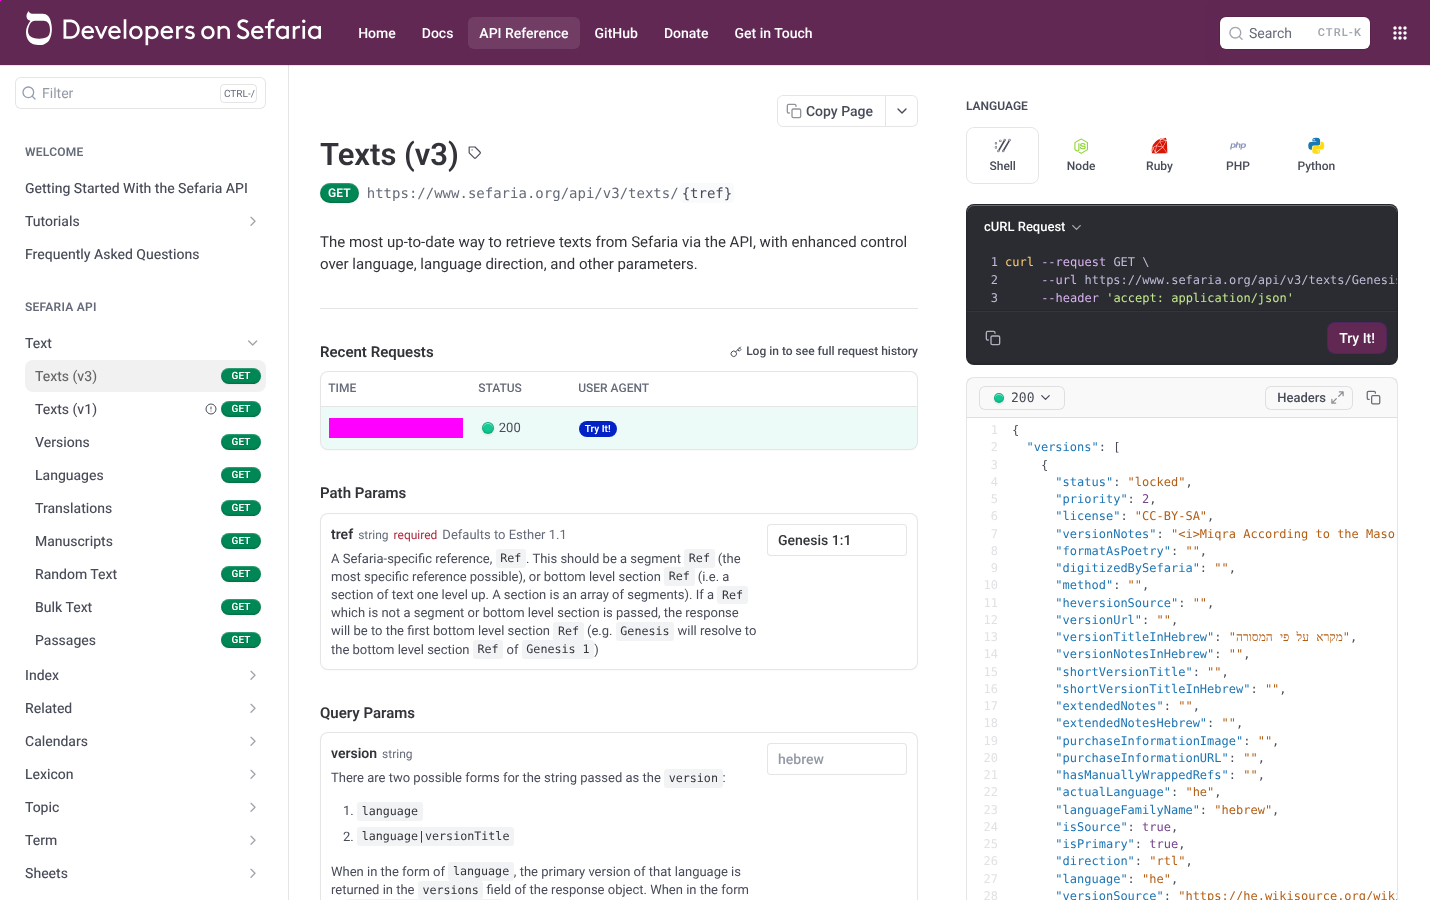 Developers on Sefaria
Home
Docs
API Reference
GitHub
Donate
Get in Touch
Search
CTRL-K
Filter
CTRL-/
WELCOME
Getting Started With the Sefaria API
Tutorials
Frequently Asked Questions
SEFARIA API
Text
Texts (v3) GET
Texts (v1) GET
Versions GET
Languages GET
Translations GET
Manuscripts GET
Random Text GET
Bulk Text GET
Passages GET
Index
Related
Calendars
Lexicon
Topic
Term
Sheets
Copy Page
Texts (v3)
GET https://www.sefaria.org/api/v3/texts/{tref}
The most up-to-date way to retrieve texts from Sefaria via the API, with enhanced control
over language, language direction, and other parameters.
Recent Requests
Log in to see full request history
TIME STATUS USER AGENT
200 Try It!
Path Params
tref string required Defaults to Esther 1.1
Genesis 1:1
A Sefaria-specific reference, Ref . This should be a segment Ref (the
most specific reference possible), or bottom level section Ref (i.e. a
section of text one level up. A section is an array of segments). If a Ref
which is not a segment or bottom level section is passed, the response
will be to the first bottom level section Ref (e.g. Genesis will resolve to
the bottom level section Ref of Genesis 1 )
Query Params
version string
hebrew
There are two possible forms for the string passed as the version :
1. language
2. language|versionTitle
When in the form of language , the primary version of that language is
returned in the versions field of the response object. When in the form
LANGUAGE
Shell
Node
Ruby
php
PHP
Python
cURL Request
1 curl --request GET \
2 --url https://www.sefaria.org/api/v3/texts/Genesis
3 --header 'accept: application/json'
Try It!
200
Headers
1 {
2 "versions": [
3 {
4 "status": "locked",
5 "priority": 2,
6 "license": "CC-BY-SA",
7 "versionNotes": "<i>Miqra According to the Maso
8 "formatAsPoetry": "",
9 "digitizedBySefaria": "",
10 "method": "",
11 "heversionSource": "",
12 "versionUrl": "",
13 "versionTitleInHebrew": "מקרא על פי המסורה",
14 "versionNotesInHebrew": "",
15 "shortVersionTitle": "",
16 "shortVersionTitleInHebrew": "",
17 "extendedNotes": "",
18 "extendedNotesHebrew": "",
19 "purchaseInformationImage": "",
20 "purchaseInformationURL": "",
21 "hasManuallyWrappedRefs": "",
22 "actualLanguage": "he",
23 "languageFamilyName": "hebrew",
24 "isSource": true,
25 "isPrimary": true,
26 "direction": "rtl",
27 "language": "he",
28 "versionSource": "https://he.wikisource.org/wiki